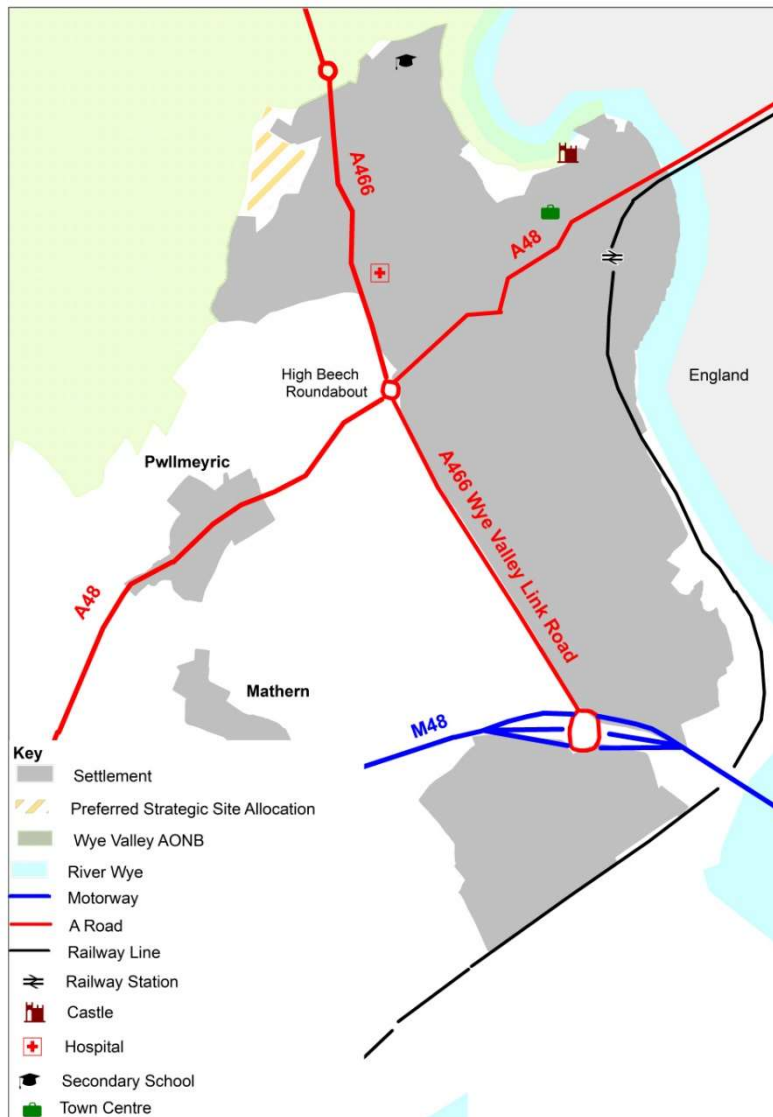 A466
A48
High Beech
Roundabout
England
Pwllmeyric
A466 Wye Valley Link Road
A48
Mathern
M48
Key
Settlement
Preferred Strategic Site Allocation
Wye Valley AONB
River Wye
Motorway
A Road
Railway Line
Railway Station
Castle
Hospital
Secondary School
Town Centre